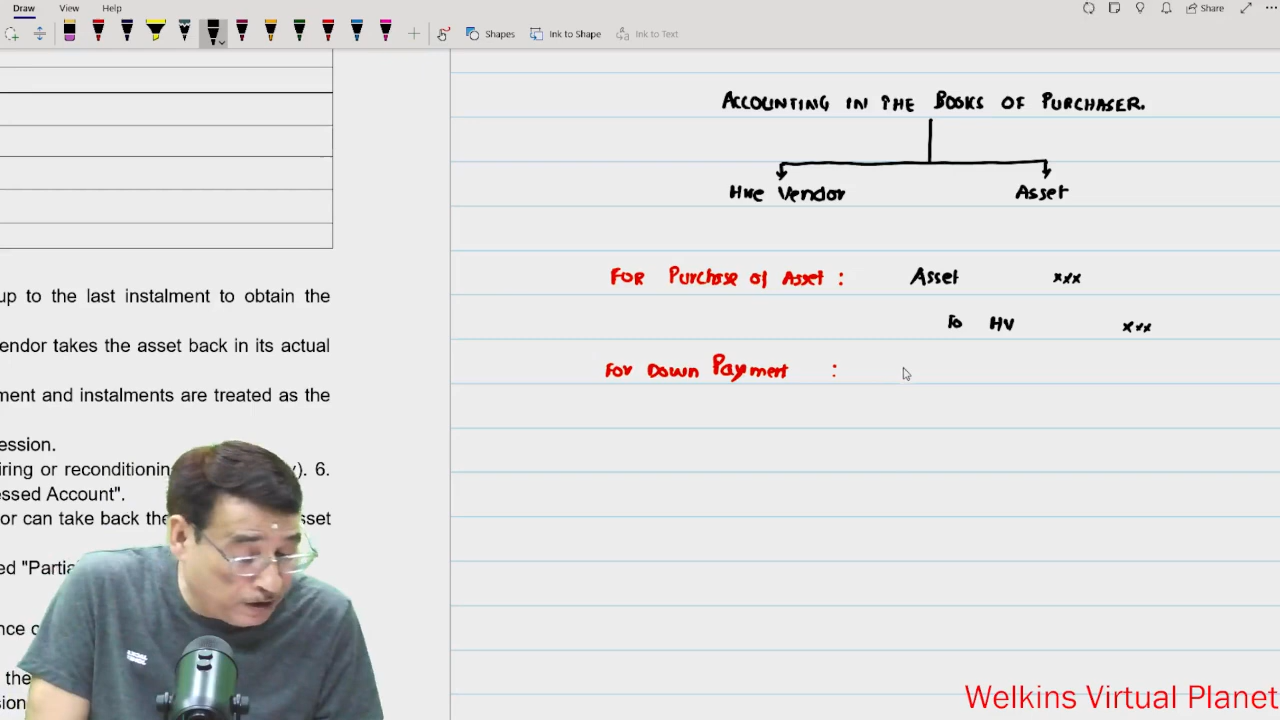 Draw View Help
Share
Shapes Ink to Shape Ink to Text
ACCOUNTING IN THE BOOKS OF PURCHASER.
Hire Vendor Asset
FOR Purchase of Asset : Asset xxx
To HV xxx
For Down Payment :
up to the last instalment to obtain the
endor takes the asset back in its actual
ment and instalments are treated as the
ession.
iring or reconditioning y). 6.
essed Account".
or can take back the sset
ed "Partia
nce
the
sion
Welkins Virtual Planet